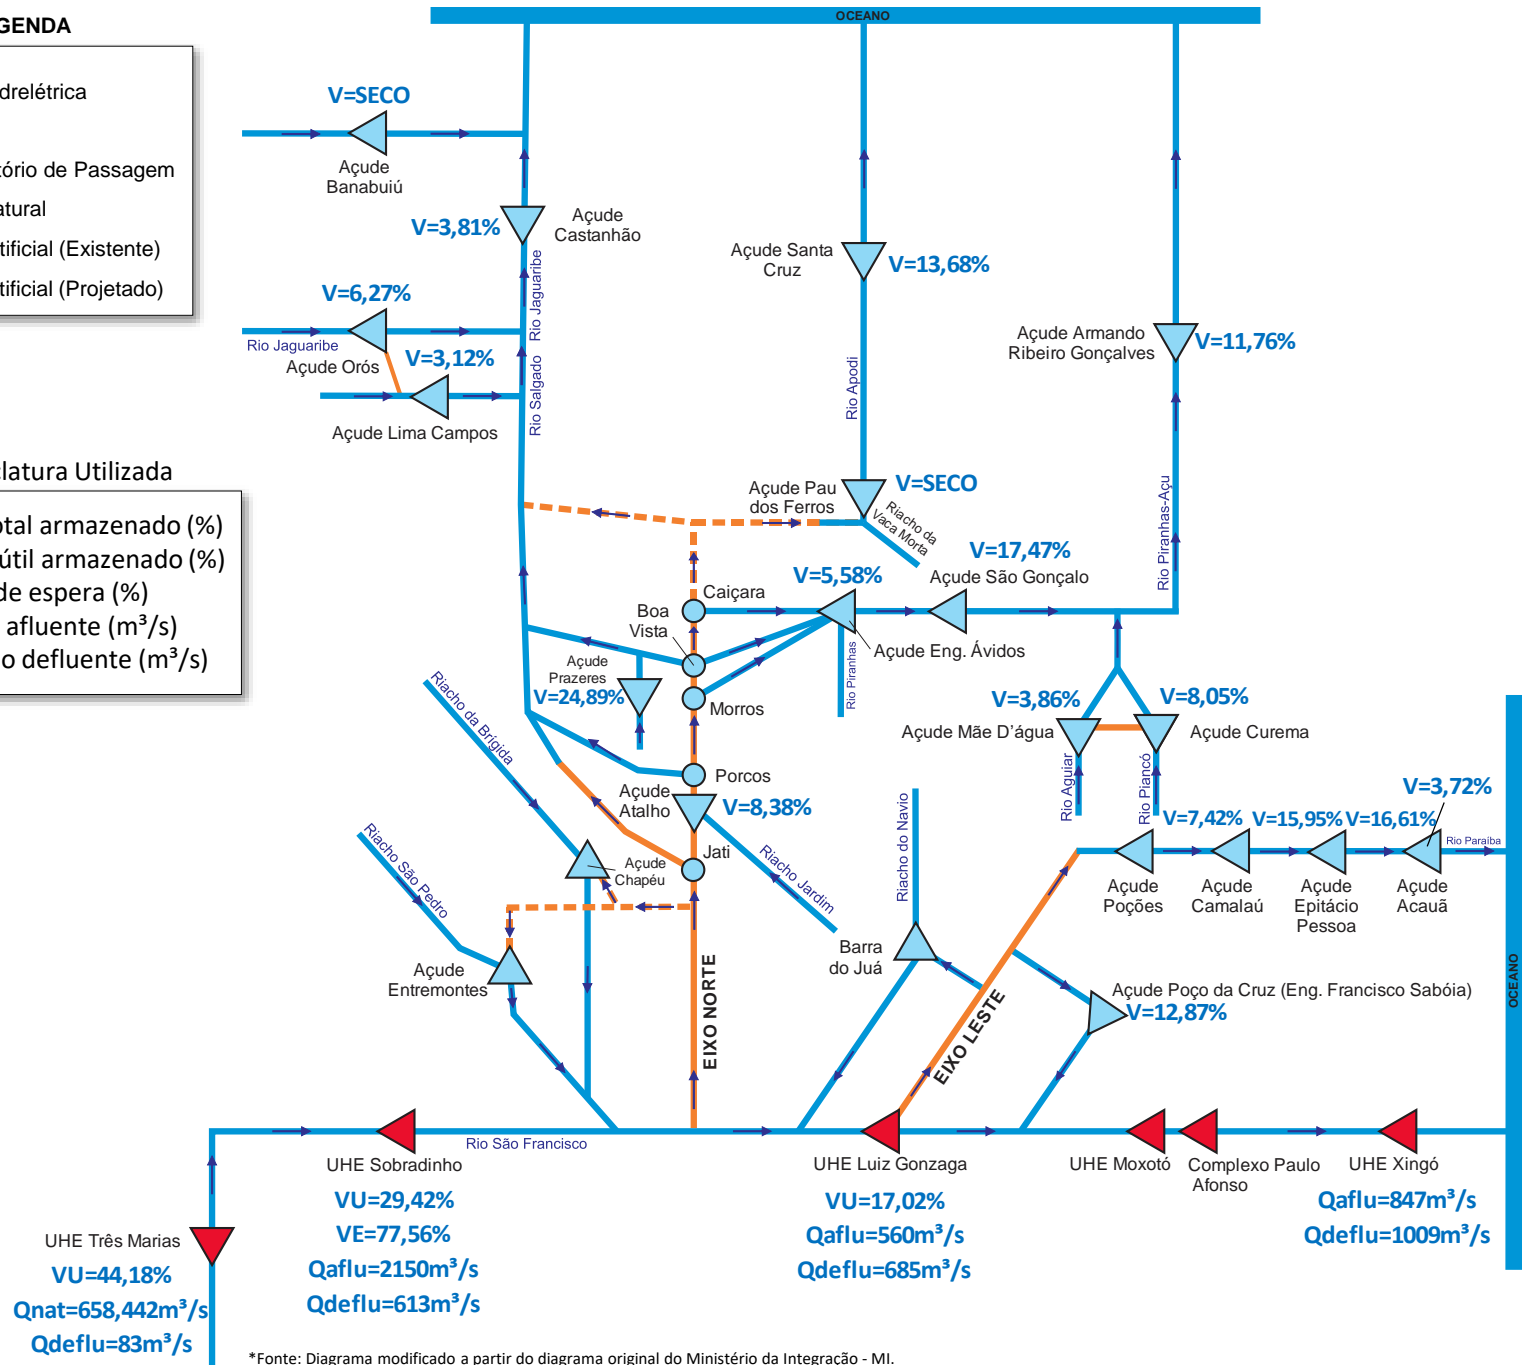 GENDA
drelétrica
tório de Passagem
atural
tificial (Existente)
tificial (Projetado)
clatura Utilizada
otal armazenado (%)
útil armazenado (%)
de espera (%)
afluente (m³/s)
o defluente (m³/s)
OCEANO
V=SECO
Açude
Banabuiú
V=3,81%
Açude
Castanhão
Rio Jaguaribe
V=6,27%
Rio Jaguaribe
Açude Orós
V=3,12%
Rio Salgado
Açude Lima Campos
Açude Santa
Cruz
V=13,68%
Rio Apodi
Açude Armando
Ribeiro Gonçalves
V=11,76%
Rio Piranhas-Açu
Açude Pau
dos Ferros
V=SECO
Riacho da
Vaca Morta
V=17,47%
Açude São Gonçalo
V=5,58%
Caiçara
Boa
Vista
Açude Eng. Ávidos
Rio Piranhas
Açude
Prazeres
V=24,89%
Morros
Riacho da Brígida
V=3,86%
V=8,05%
Açude Mãe D'água
Açude Curema
Rio Aguiar
Rio Piancó
Porcos
Açude
Atalho
V=8,38%
Jati
Riacho Jardim
Riacho São Pedro
Açude
Chapéu
Riacho do Navio
V=3,72%
V=7,42%
V=15,95%
V=16,61%
Rio Paraíba
Açude
Poções
Açude
Camalaú
Açude
Epitácio
Pessoa
Açude
Acauã
Açude
Entremontes
Barra
do Juá
EIXO NORTE
EIXO LESTE
Açude Poço da Cruz (Eng. Francisco Sabóia)
V=12,87%
OCEANO
Rio São Francisco
UHE Sobradinho
VU=29,42%
VE=77,56%
Qaflu=2150m³/s
Qdeflu=613m³/s
UHE Luiz Gonzaga
VU=17,02%
Qaflu=560m³/s
Qdeflu=685m³/s
UHE Moxotó
Complexo Paulo
Afonso
UHE Xingó
Qaflu=847m³/s
Qdeflu=1009m³/s
UHE Três Marias
VU=44,18%
Qnat=658,442m³/s
Qdeflu=83m³/s
*Fonte: Diagrama modificado a partir do diagrama original do Ministério da Integração - MI.